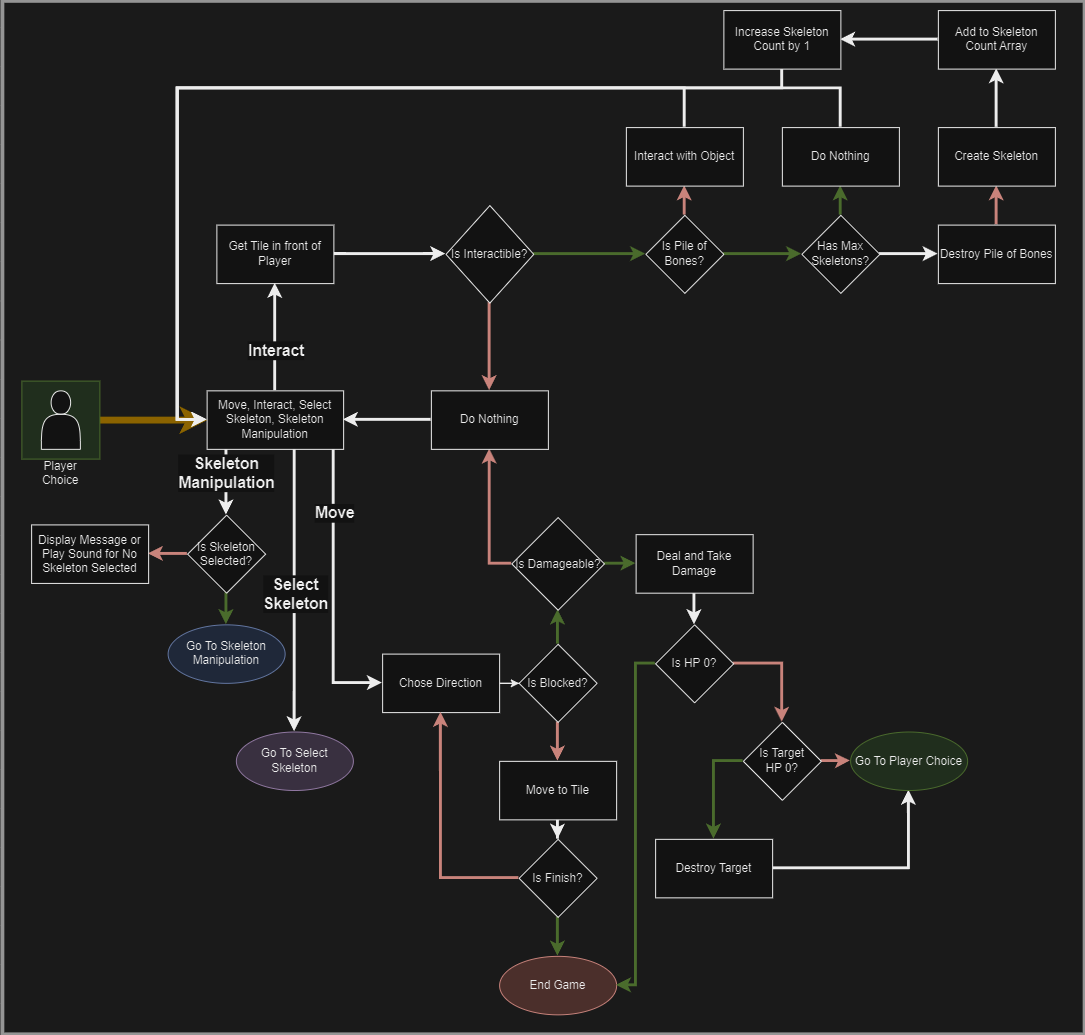 Increase Skeleton
Count by 1
Add to Skeleton
Count Array
Interact with Object
Do Nothing
Create Skeleton
Get Tile in front of
Player
Is Interactible?
Is Pile of
Bones?
Has Max
Skeletons?
Destroy Pile of Bones
Interact
Move, Interact, Select
Skeleton, Skeleton
Manipulation
Do Nothing
Player
Choice
Skeleton
Manipulation
Move
Display Message or
Play Sound for No
Skeleton Selected
Is Skeleton
Selected?
Select
Skeleton
Is Damageable?
Deal and Take
Damage
Go To Skeleton
Manipulation
Chose Direction
Is Blocked?
Is HP 0?
Go To Select
Skeleton
Move to Tile
Is Target
HP 0?
Go To Player Choice
Is Finish?
Destroy Target
End Game